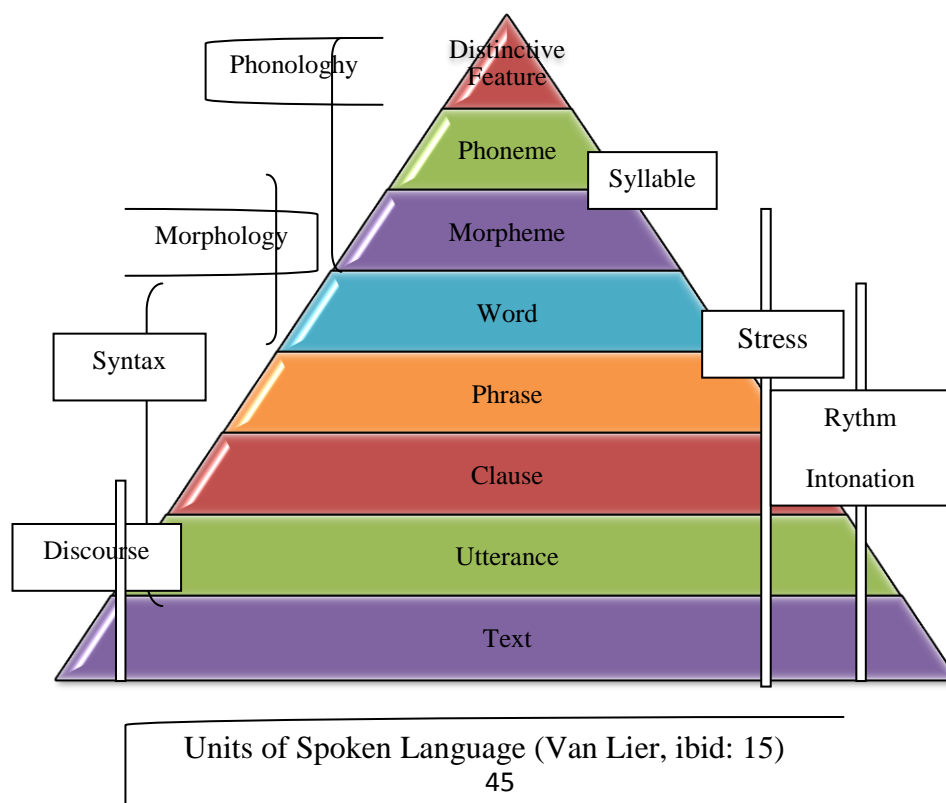 Distinctive
Feature
Phonologhy
Phoneme
Syllable
Morpheme
Morphology
Word
Stress
Syntax
Phrase
Rythm
Clause
Intonation
Discourse
Utterance
Text
Units of Spoken Language (Van Lier, ibid: 15)
45